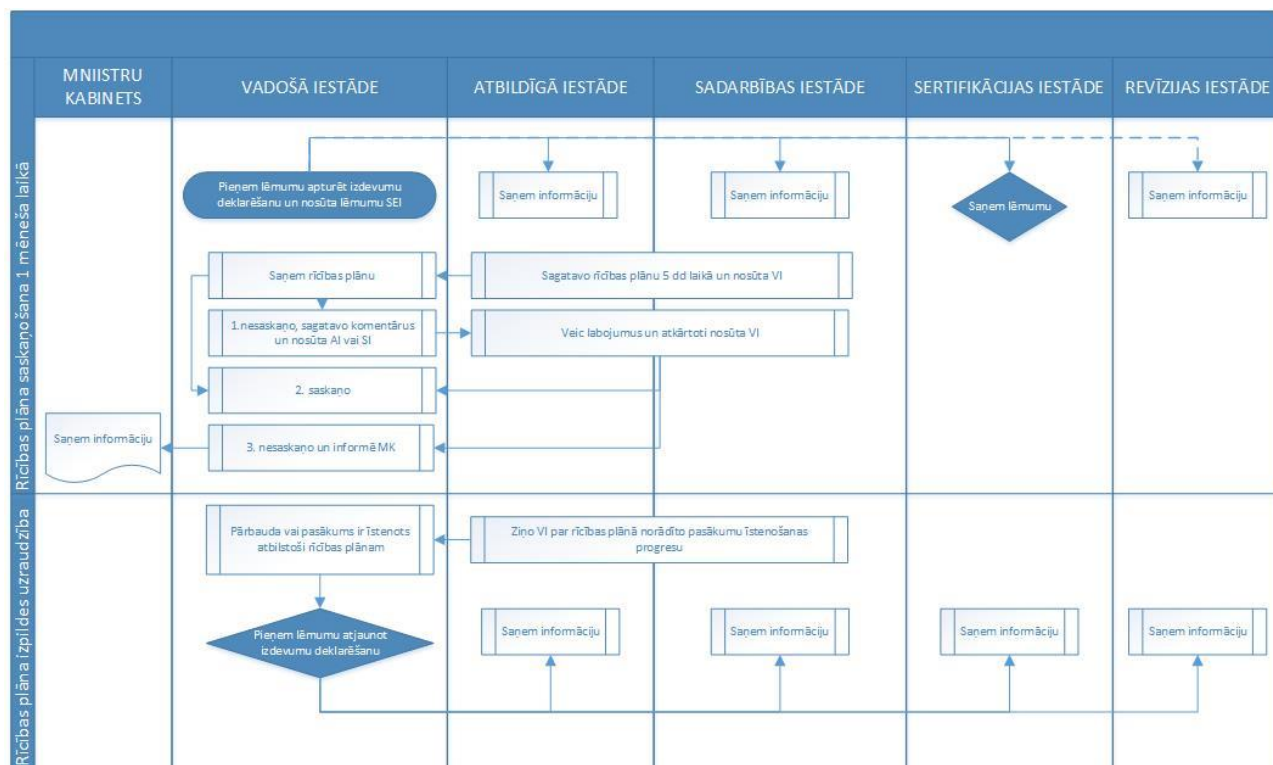 MNIISTRU
KABINETS
VADOŠĀ IESTĀDE
ATBILDĪGĀ IESTĀDE
SADARBĪBAS IESTĀDE
SERTIFIKĀCIJAS IESTĀDE
REVĪZIJAS IESTĀDE
Rīcības plāna saskaņošana 1 mēneša laikā
Pieņem lēmumu apturēt izdevumu
deklarēšanu un nosūta lēmumu SEI
Saņem informāciju
Saņem informāciju
Saņem lēmumu
Saņem informāciju
Saņem rīcības plānu
Sagatavo rīcības plānu 5 dd laikā un nosūta VI
1.nesaskaņo, sagatavo komentārus
un nosūta AI vai SI
Veic labojumus un atkārtoti nosūta VI
2. saskaņo
Saņem informāciju
3. nesaskaņo un informē MK
Rīcības plāna izpildes uzraudzība
Pārbauda vai pasākums ir īstenots
atbilstoši rīcības plānam
Ziņo VI par rīcības plānā norādīto pasākumu īstenošanas
progresu
Pieņem lēmumu atjaunot
izdevumu deklarēšanu
Saņem informāciju
Saņem informāciju
Saņem informāciju
Saņem informāciju